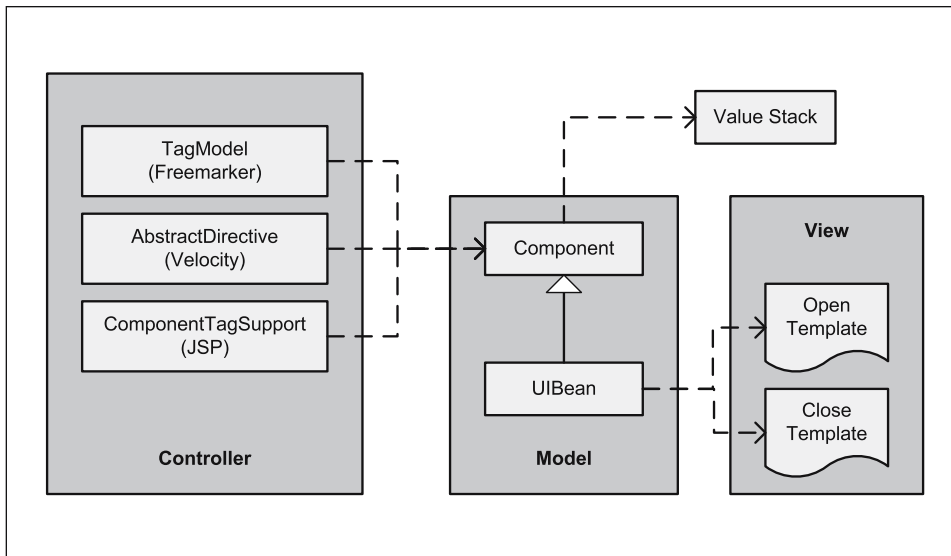 TagModel
(Freemarker)
AbstractDirective
(Velocity)
ComponentTagSupport
(JSP)
Controller
Component
UIBean
Model
Value Stack
View
Open
Template
Close
Template